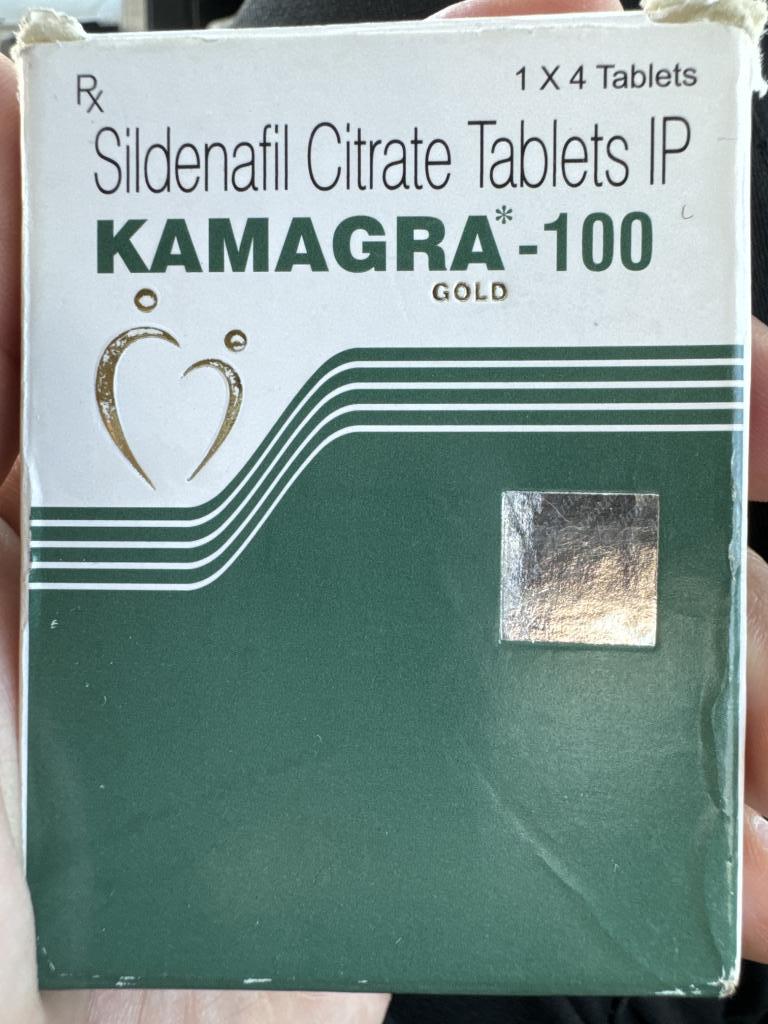 Rx
1 X 4 Tablets
Sildenafil Citrate Tablets IP
KAMAGRA*-100
GOLD